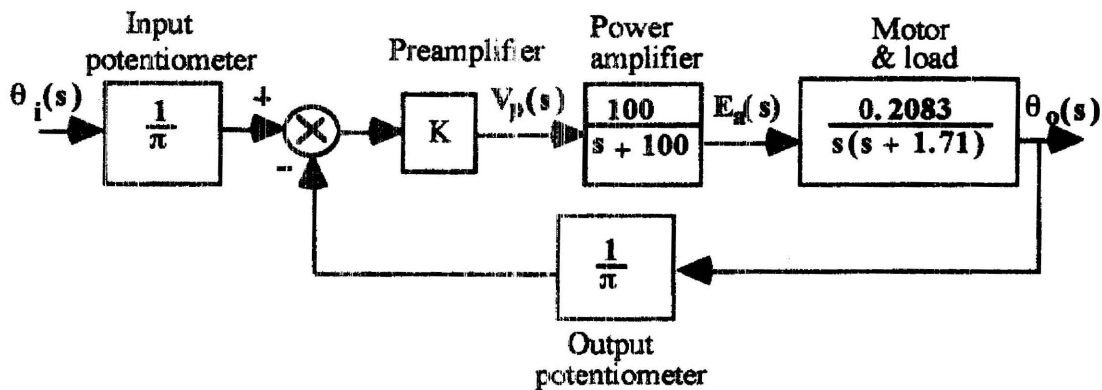 Input
potentiometer
Preamplifier
Power
amplifier
Motor
& load
θ i(s)
1
π
+
-
K
Vp(s)
100
s + 100
Ea(s)
0.2083
s(s + 1.71)
θo(s)
1
π
Output
potentiometer